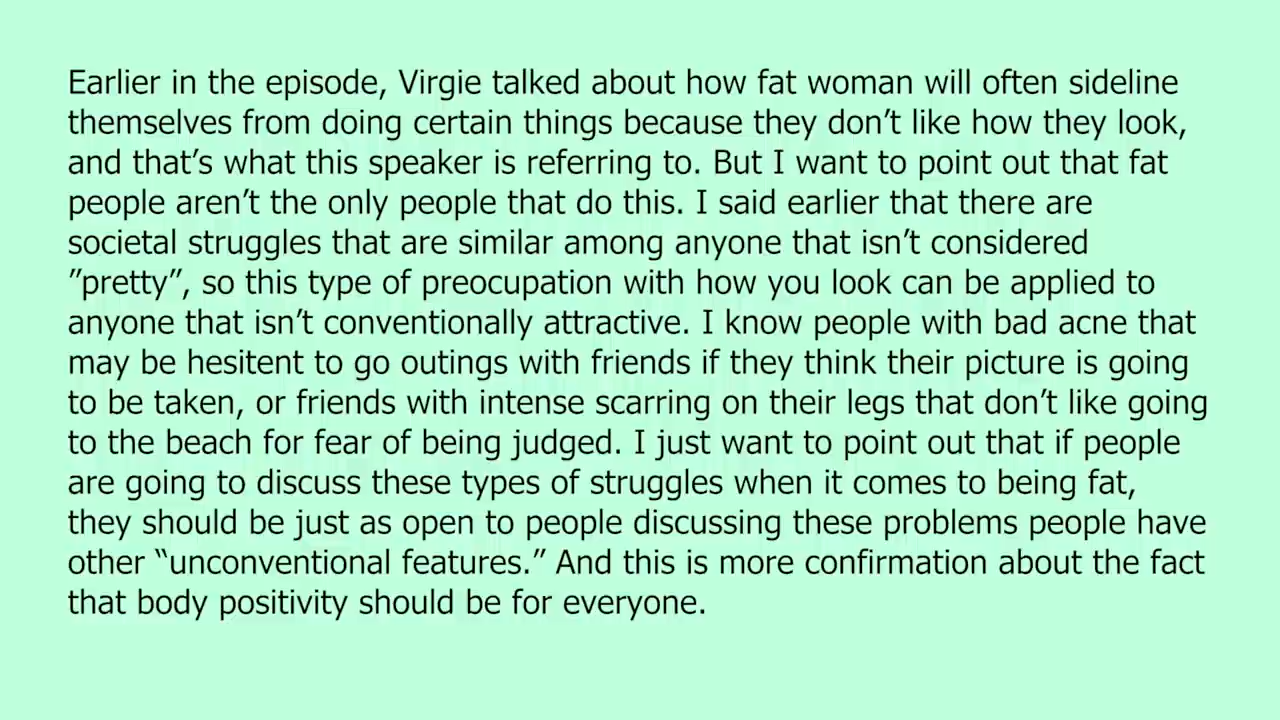 Earlier in the episode, Virgie talked about how fat woman will often sideline
themselves from doing certain things because they don’t like how they look,
and that’s what this speaker is referring to. But I want to point out that fat
people aren’t the only people that do this. I said earlier that there are
societal struggles that are similar among anyone that isn’t considered
”pretty”, so this type of preocupation with how you look can be applied to
anyone that isn’t conventionally attractive. I know people with bad acne that
may be hesitent to go outings with friends if they think their picture is going
to be taken, or friends with intense scarring on their legs that don’t like going
to the beach for fear of being judged. I just want to point out that if people
are going to discuss these types of struggles when it comes to being fat,
they should be just as open to people discussing these problems people have
other “unconventional features.” And this is more confirmation about the fact
that body positivity should be for everyone.